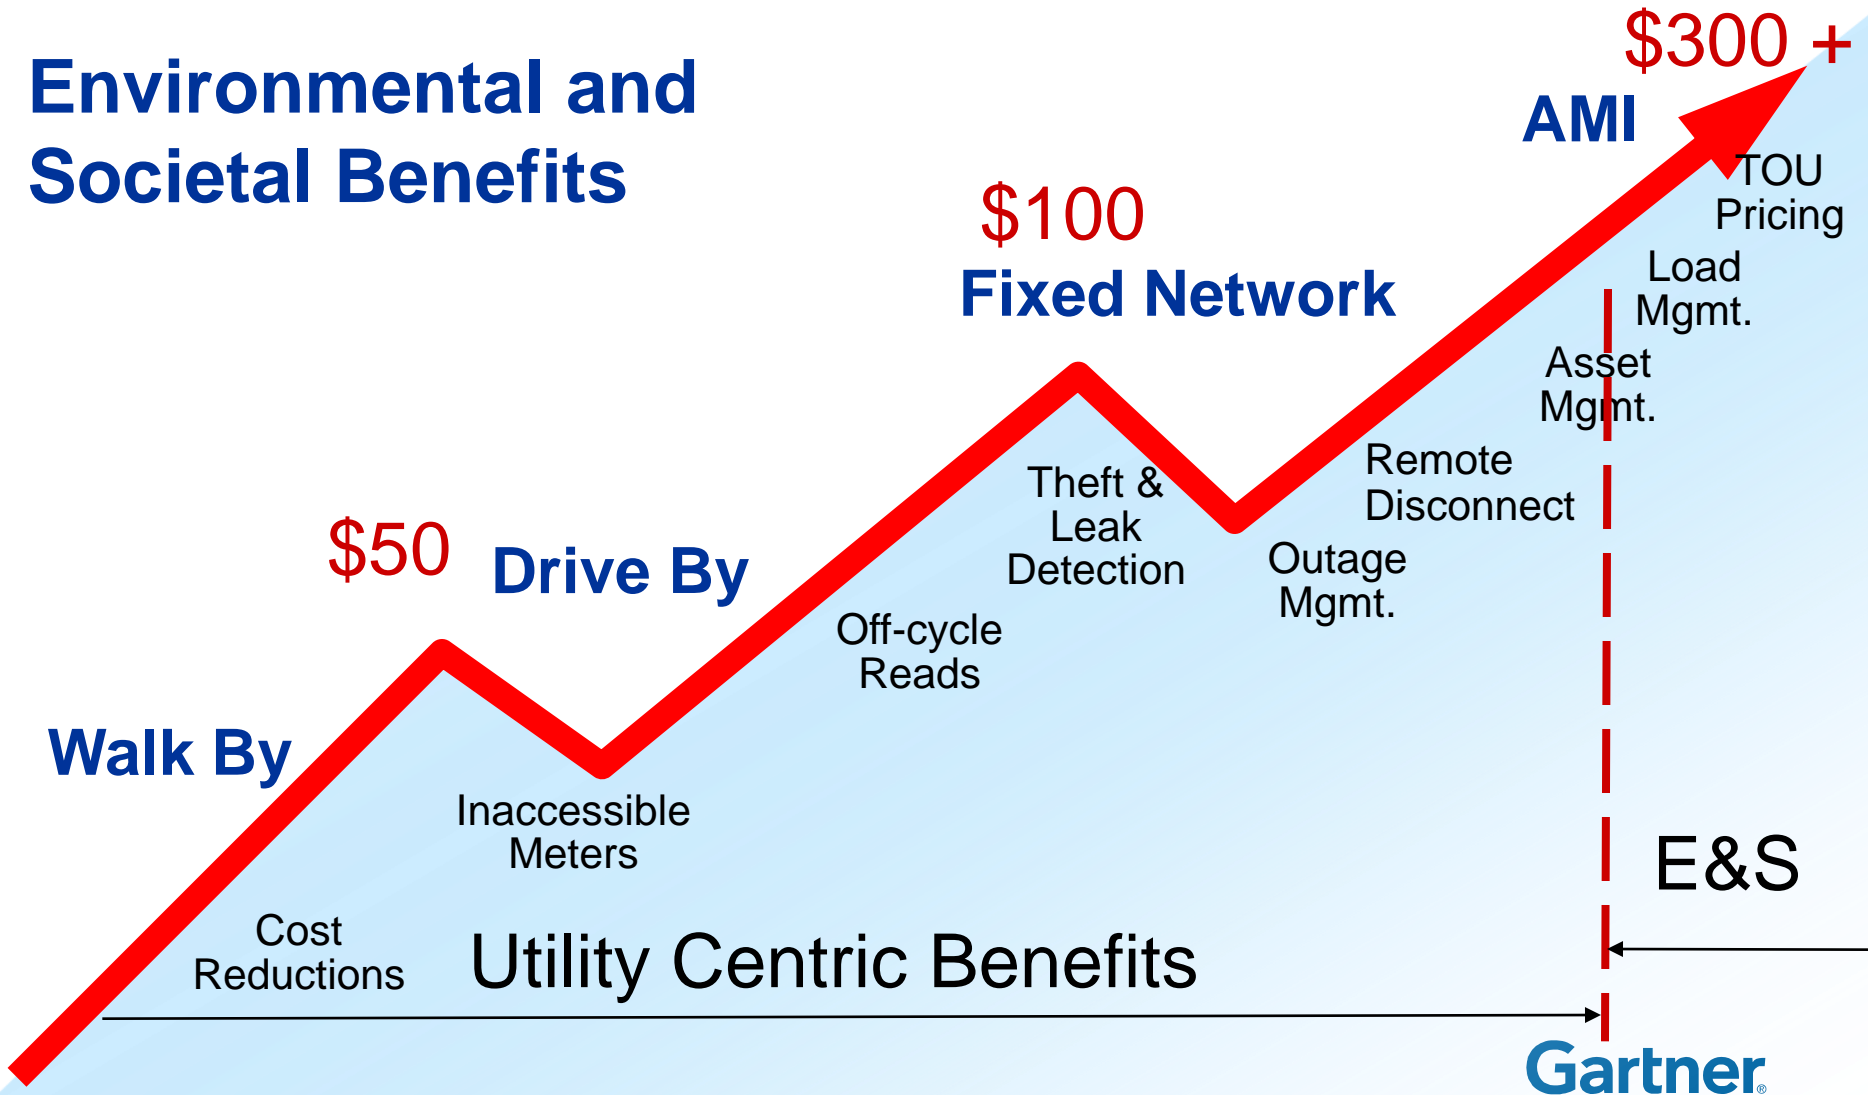 Environmental and
Societal Benefits
$300 +
AMI
TOU
Pricing
$100
Fixed Network
Load
Mgmt.
Asset
Mgmt.
Remote
Disconnect
Theft &
Leak
Detection
Outage
Mgmt.
$50
Drive By
Off-cycle
Reads
Walk By
Inaccessible
Meters
E&S
Cost
Reductions
Utility Centric Benefits
Gartner®